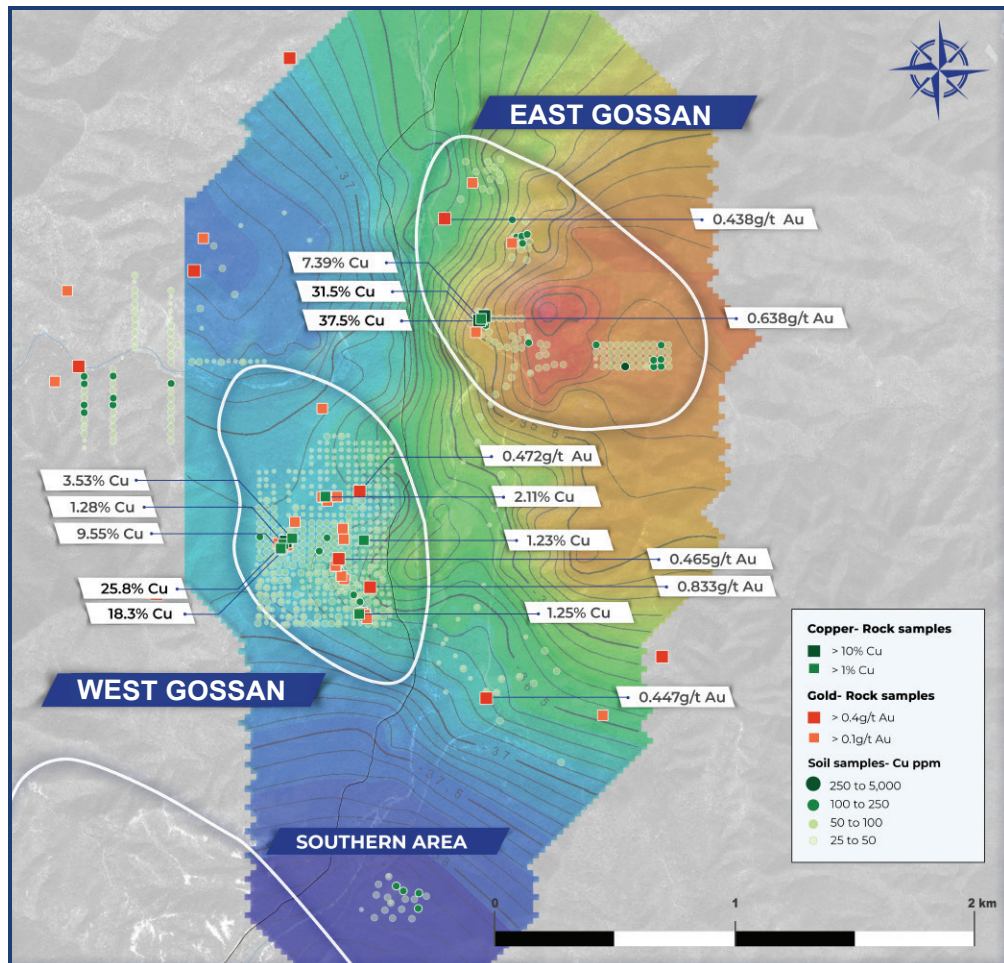 EAST GOSSAN
37
0.438g/t Au
7.39% Cu
31.5% Cu
37.5% Cu
0.638g/t Au
3.53% Cu
1.28% Cu
9.55% Cu
0.472g/t Au
2.11% Cu
1.23% Cu
0.465g/t Au
0.833g/t Au
25.8% Cu
18.3% Cu
1.25% Cu
WEST GOSSAN
0.447g/t Au
-37
Copper- Rock samples
> 10% Cu
> 1% Cu
Gold- Rock samples
> 0.4g/t Au
> 0.1g/t Au
Soil samples- Cu ppm
250 to 5,000
100 to 250
50 to 100
25 to 50
SOUTHERN AREA
0
1
2 km